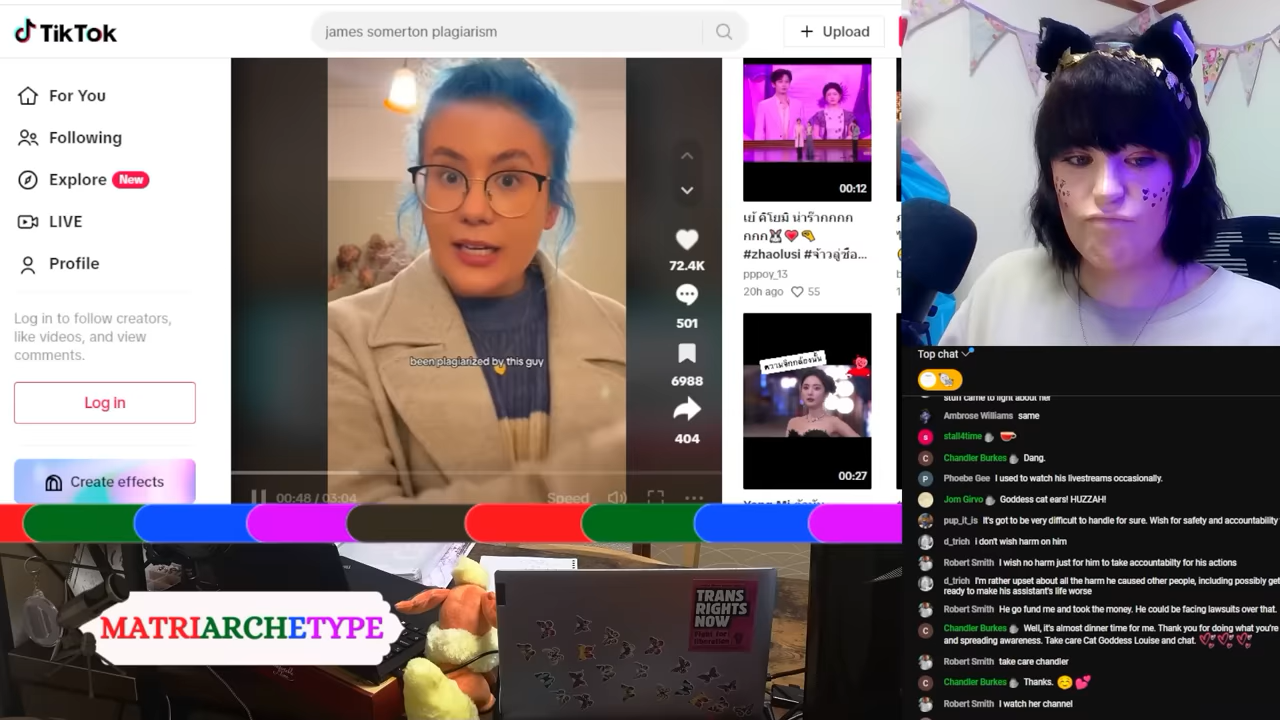 TikTok
james somerton plagiarism
Upload
For You
Following
Explore New
LIVE
Profile
Log in to follow creators,
like videos, and view
comments.
Log in
Create effects
been plagiarized by this guy
72.4K
501
6988
404
00:48 / 03:04
Speed
00:12
#zhaolusi
pppoy_13
20h ago 55
00:27
MATRIARCHETYPE
TRANS
RIGHTS
NOW
Top chat
stuff came to light about her
Ambrose Williams same
stall4time
Chandler Burkes Dang.
Phoebe Gee I used to watch his livestreams occasionally.
Jom Girvo Goddess cat ears! HUZZAH!
pup_it_is It's got to be very difficult to handle for sure. Wish for safety and accountability
d_trich i don't wish harm on him
Robert Smith I wish no harm just for him to take accountabilty for his actions
d_trich I'm rather upset about all the harm he caused other people, including possibly get
ready to make his assistant's life worse
Robert Smith He go fund me and took the money. He could be facing lawsuits over that.
Chandler Burkes Well, it's almost dinner time for me. Thank you for doing what you're
and spreading awareness. Take care Cat Goddess Louise and chat.
Robert Smith take care chandler
Chandler Burkes Thanks.
Robert Smith I watch her channel